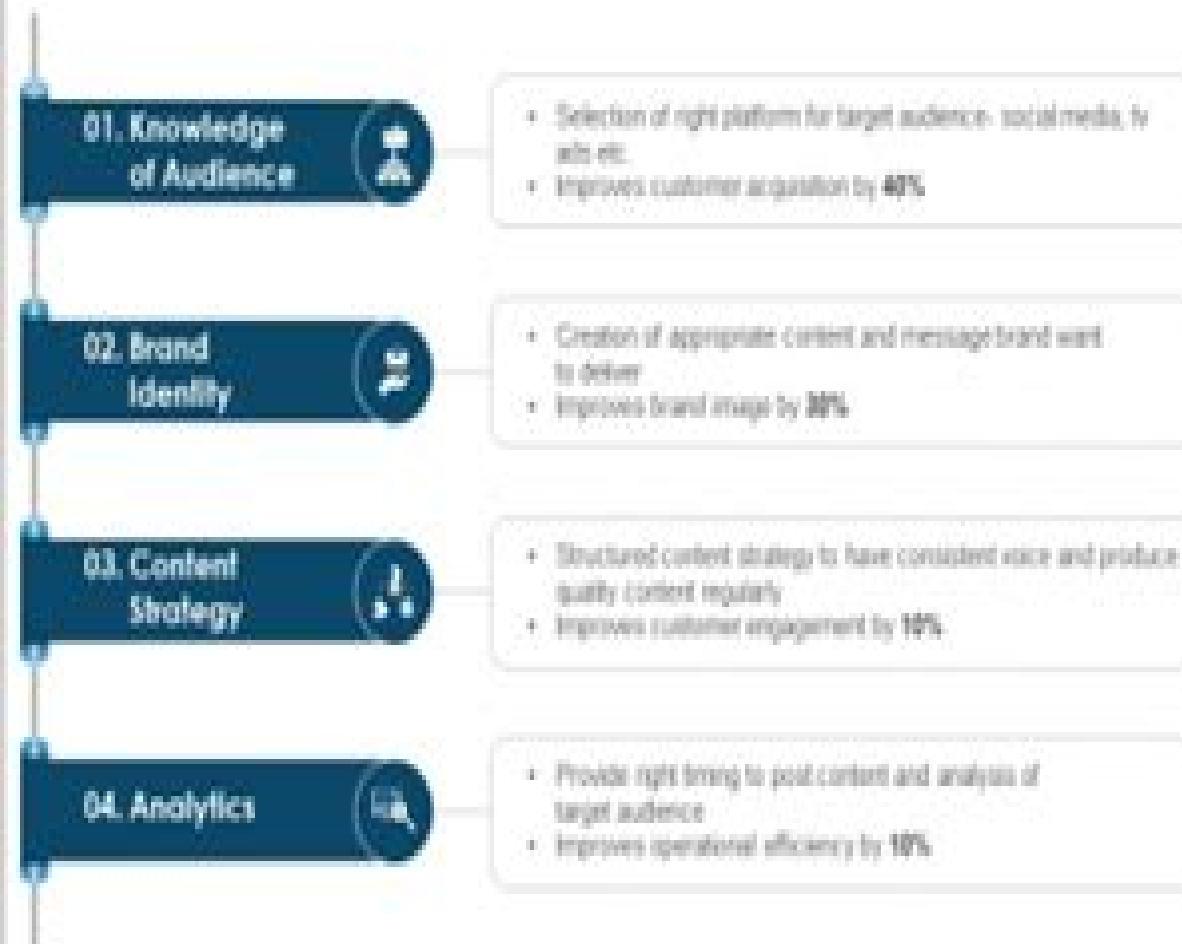 01. Knowledge
of Audience
• Selection of right platform for target audience- social media, tv
ads etc.
• Improves customer acquisition by 40%
02. Brand
Identity
• Creation of appropriate content and message brand want
to deliver
• Improves brand image by 30%
03. Content
Strategy
• Structured content strategy to have consistent voice and produce
quality content regularly
• Improves customer engagement by 10%
04. Analytics
• Provide right timing to post content and analysis of
target audience
• Improves operational efficiency by 10%